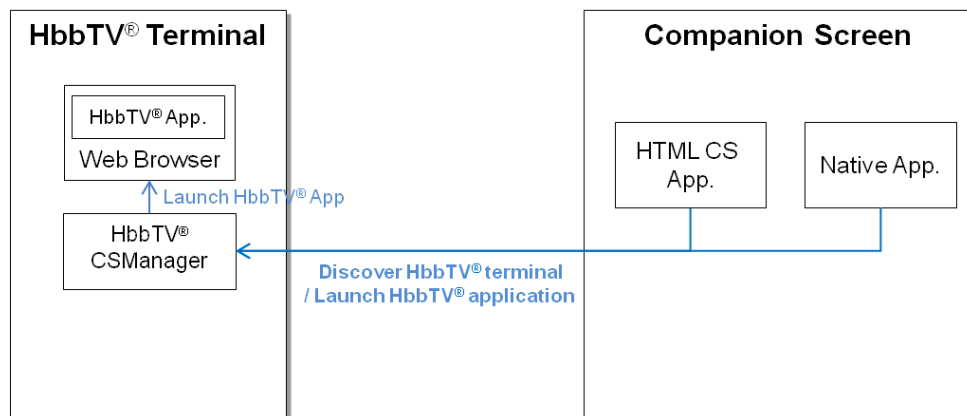 HbbTV® Terminal
HbbTV® App.
Web Browser
Launch HbbTV® App
HbbTV®
CSManager
Discover HbbTV® terminal
/ Launch HbbTV® application
Companion Screen
HTML CS
App.
Native App.